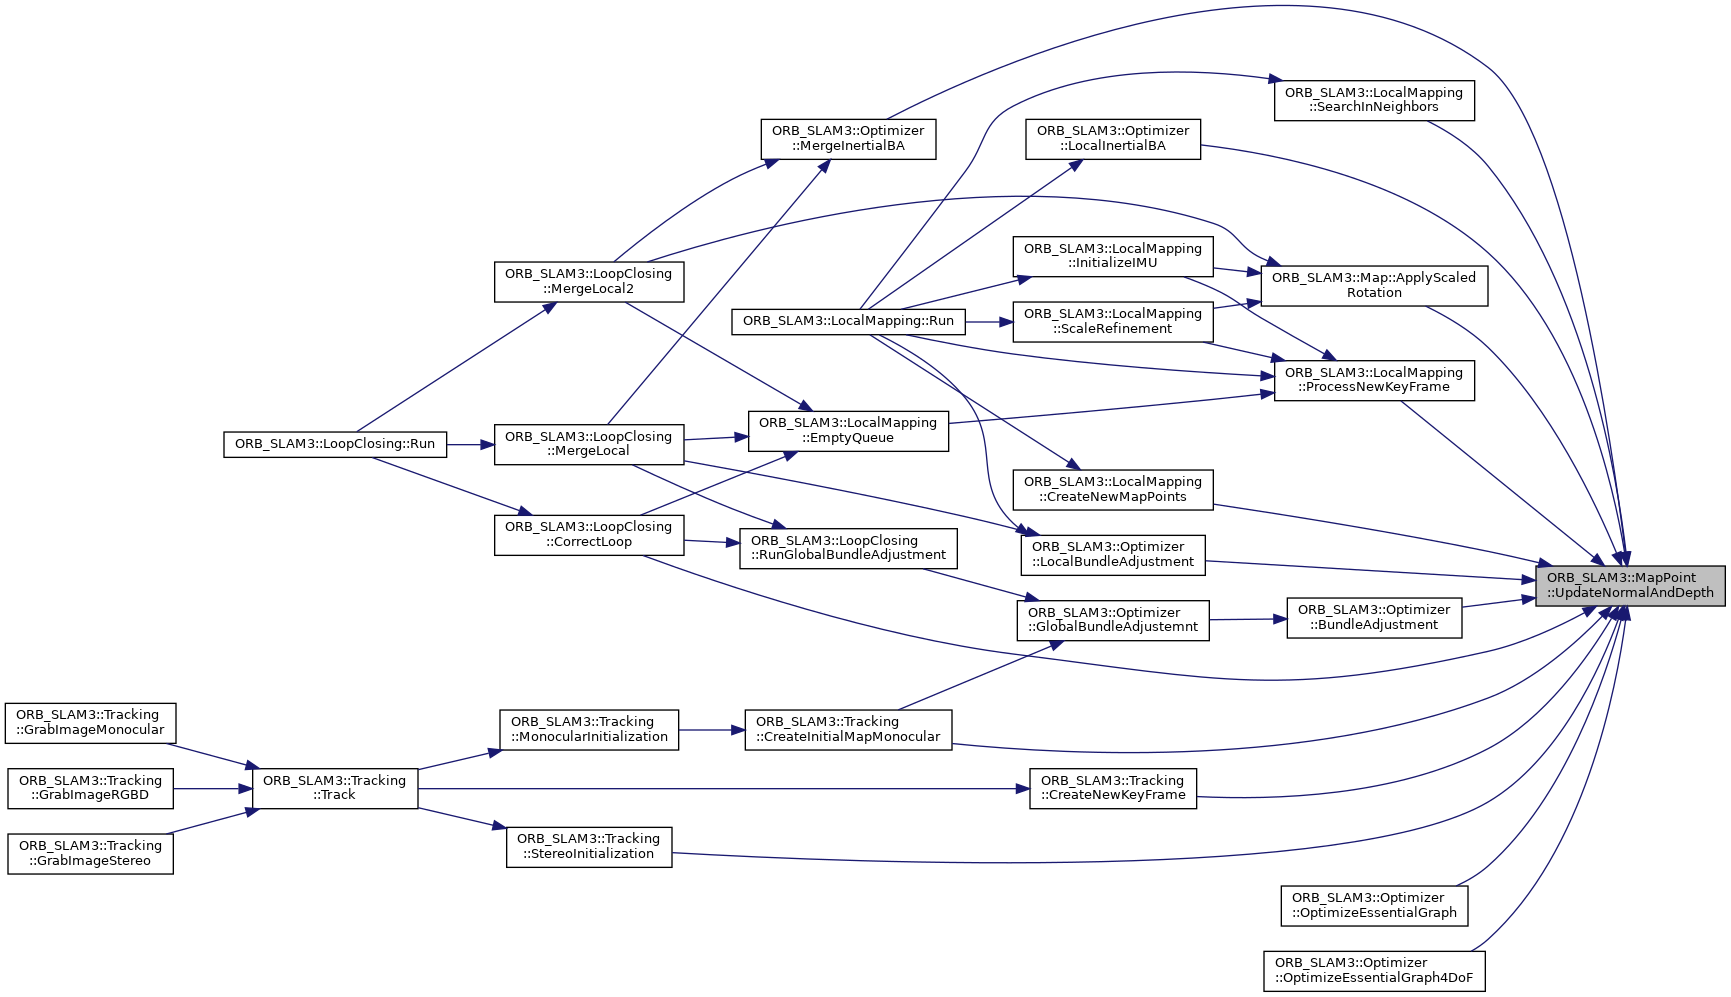 ORB_SLAM3::LocalMapping
::SearchInNeighbors
ORB_SLAM3::Optimizer
::MergeInertialBA
ORB_SLAM3::Optimizer
::LocalInertialBA
ORB_SLAM3::LocalMapping
::InitializeIMU
ORB_SLAM3::LoopClosing
::MergeLocal2
ORB_SLAM3::Map::ApplyScaled
Rotation
ORB_SLAM3::LocalMapping::Run
ORB_SLAM3::LocalMapping
::ScaleRefinement
ORB_SLAM3::LocalMapping
::ProcessNewKeyFrame
ORB_SLAM3::LoopClosing::Run
ORB_SLAM3::LoopClosing
::MergeLocal
ORB_SLAM3::LocalMapping
::EmptyQueue
ORB_SLAM3::LocalMapping
::CreateNewMapPoints
ORB_SLAM3::LoopClosing
::CorrectLoop
ORB_SLAM3::LoopClosing
::RunGlobalBundleAdjustment
ORB_SLAM3::Optimizer
::LocalBundleAdjustment
ORB_SLAM3::MapPoint
::UpdateNormalAndDepth
ORB_SLAM3::Optimizer
::GlobalBundleAdjustemnt
ORB_SLAM3::Optimizer
::BundleAdjustment
ORB_SLAM3::Tracking
::GrabImageMonocular
ORB_SLAM3::Tracking
::MonocularInitialization
ORB_SLAM3::Tracking
::CreateInitialMapMonocular
ORB_SLAM3::Tracking
::GrabImageRGBD
ORB_SLAM3::Tracking
::Track
ORB_SLAM3::Tracking
::CreateNewKeyFrame
ORB_SLAM3::Tracking
::GrabImageStereo
ORB_SLAM3::Tracking
::StereoInitialization
ORB_SLAM3::Optimizer
::OptimizeEssentialGraph
ORB_SLAM3::Optimizer
::OptimizeEssentialGraph4DoF